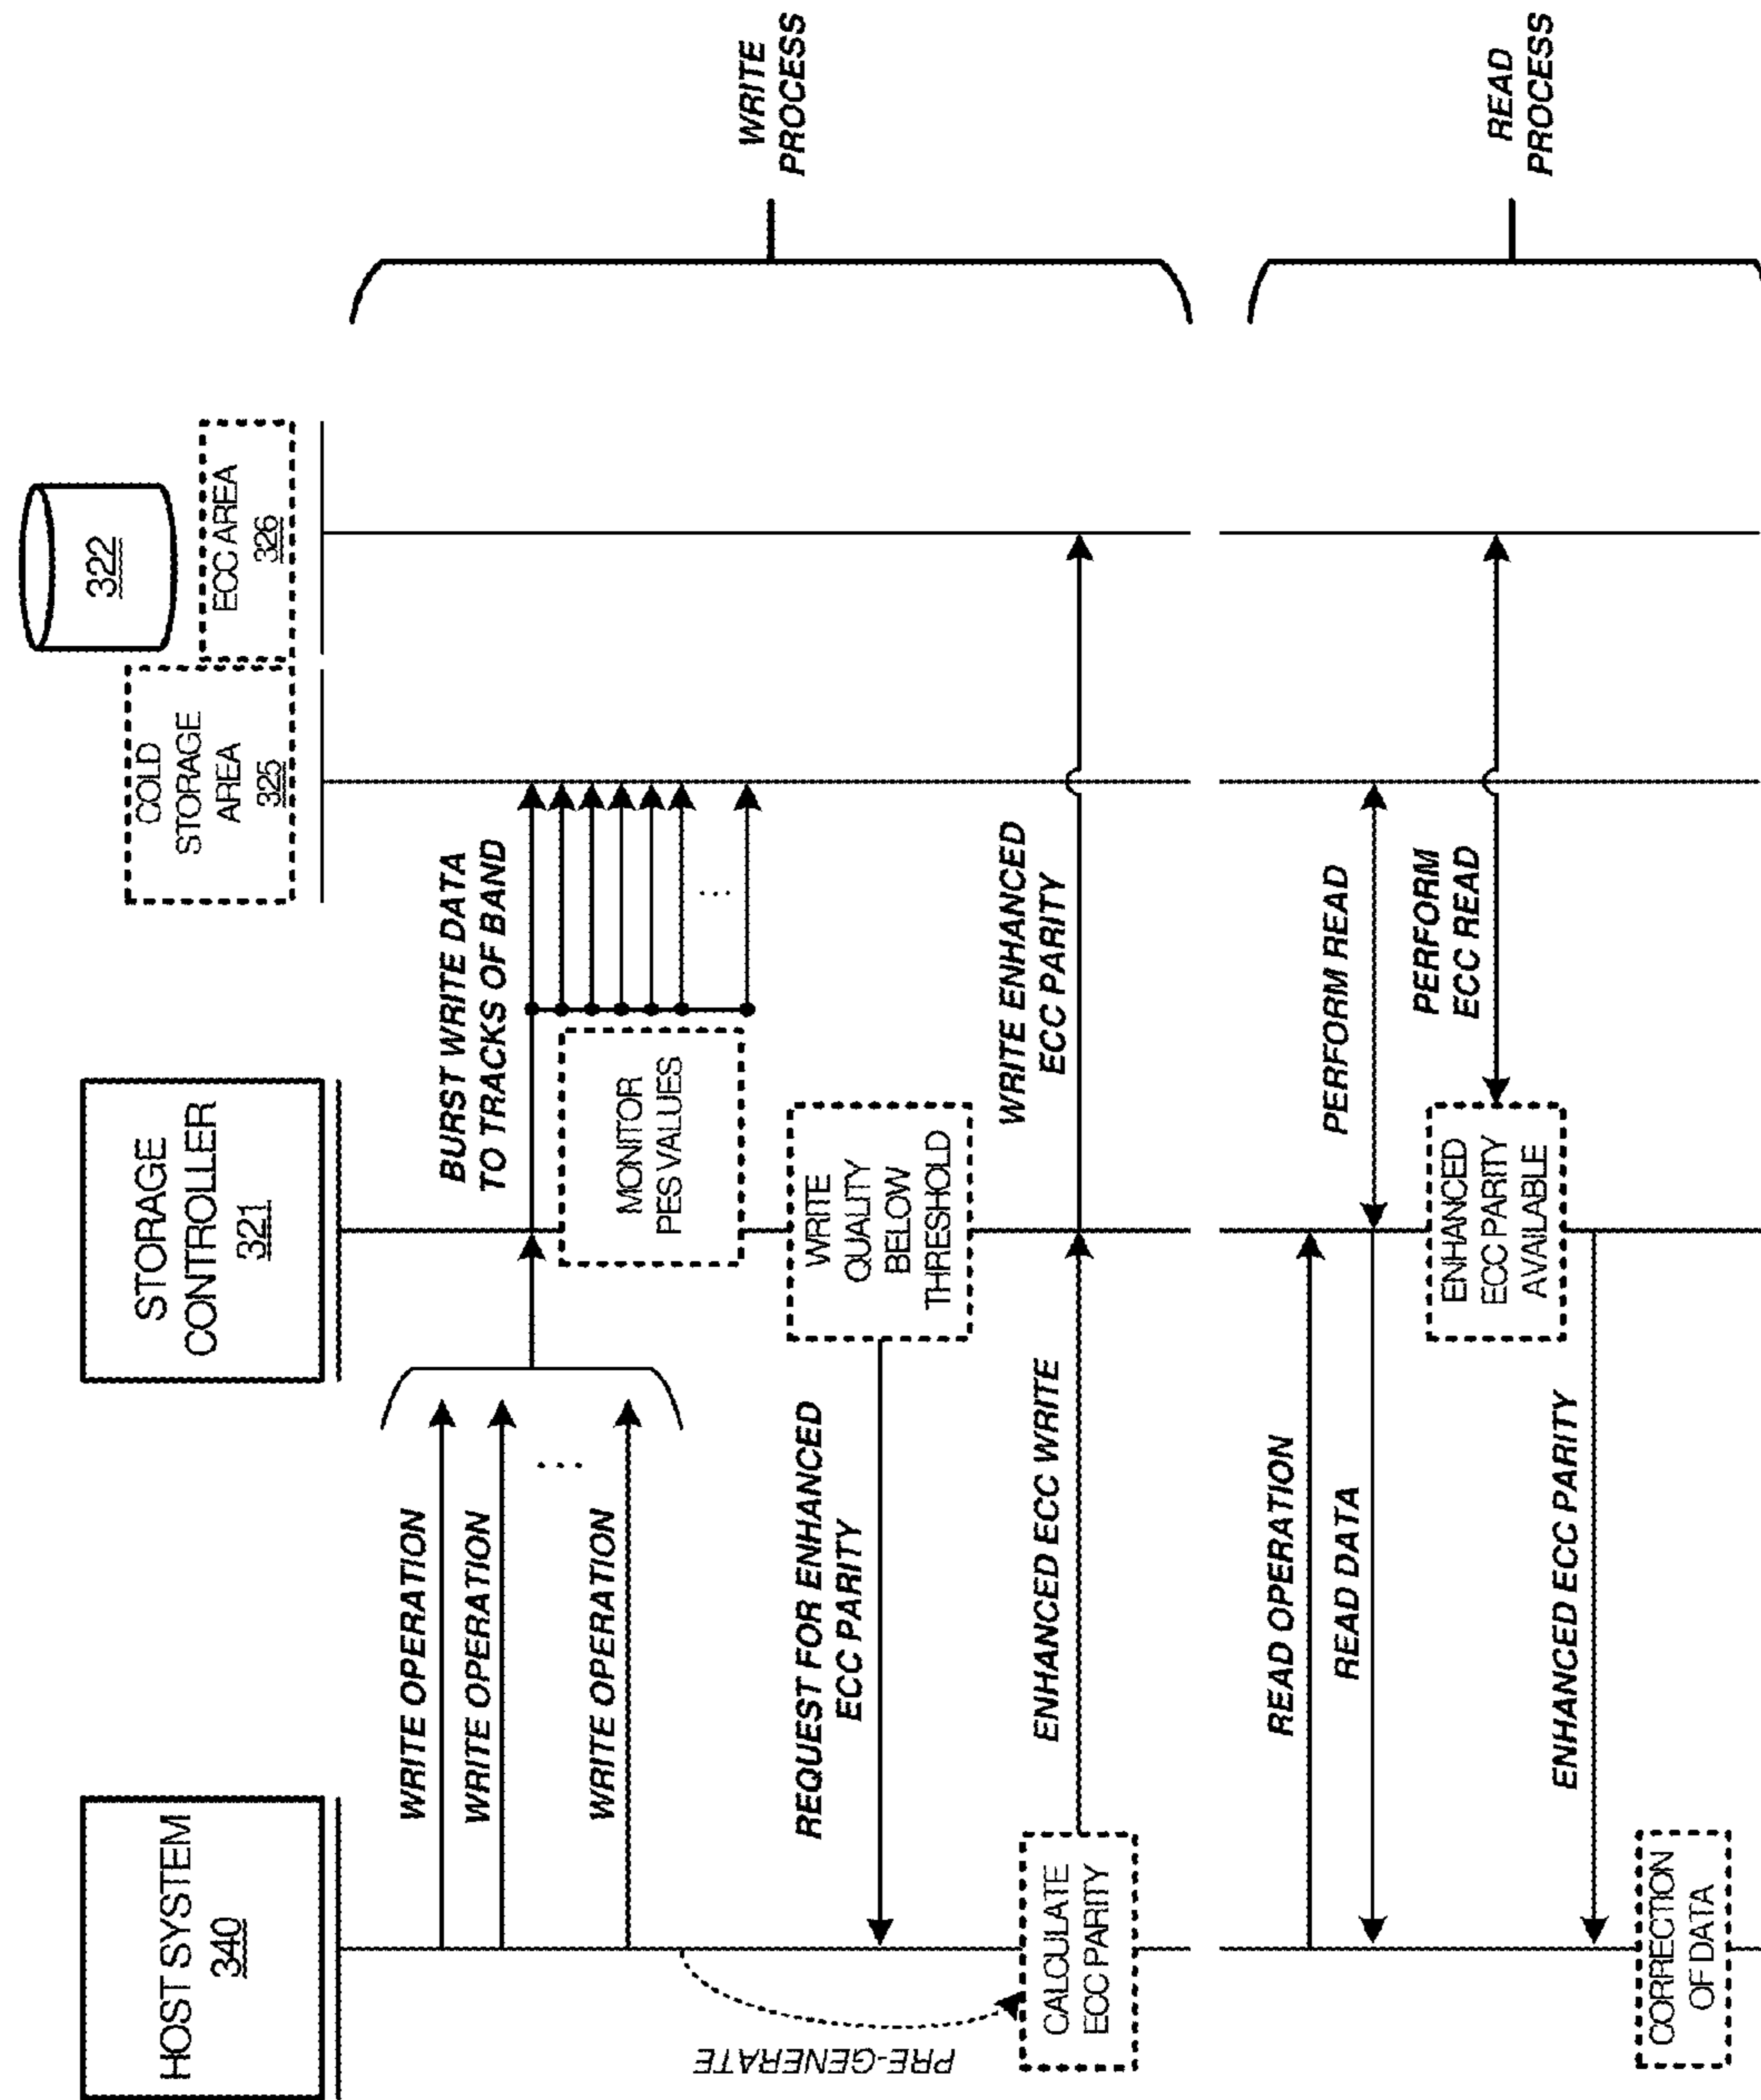 HOST SYSTEM
340
STORAGE
CONTROLLER
321
322
COLD
STORAGE
AREA
325
ECC AREA
326
WRITE OPERATION
WRITE OPERATION
...
WRITE OPERATION
BURST WRITE DATA
TO TRACKS OF BAND
...
MONITOR
PES VALUES
WRITE
QUALITY
BELOW
THRESHOLD
REQUEST FOR ENHANCED
ECC PARITY
PRE-GENERATE
CALCULATE
ECC PARITY
ENHANCED ECC WRITE
WRITE ENHANCED
ECC PARITY
WRITE
PROCESS
READ OPERATION
READ DATA
PERFORM READ
PERFORM
ECC READ
ENHANCED
ECC PARITY
AVAILABLE
ENHANCED ECC PARITY
CORRECTION
OF DATA
READ
PROCESS